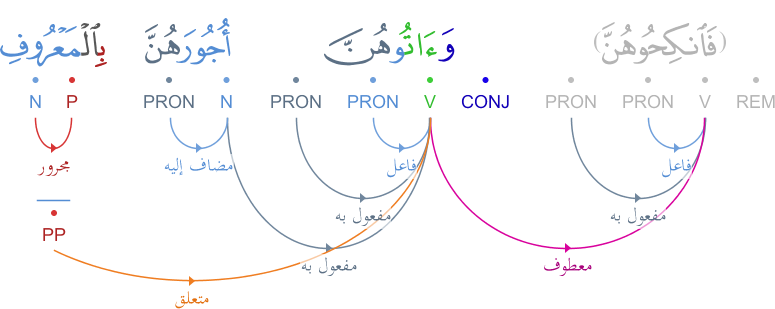 (فَٱنكِحُوهُنَّ) وَءَاتُوهُنَّ أُجُورَهُنَّ بِٱلْمَعْرُوفِ
REM V PRON PRON CONJ V PRON PRON N PRON P N
فاعل فاعل مضاف إليه مجرور
مفعول به مفعول به
PP
معطوف مفعول به
متعلق